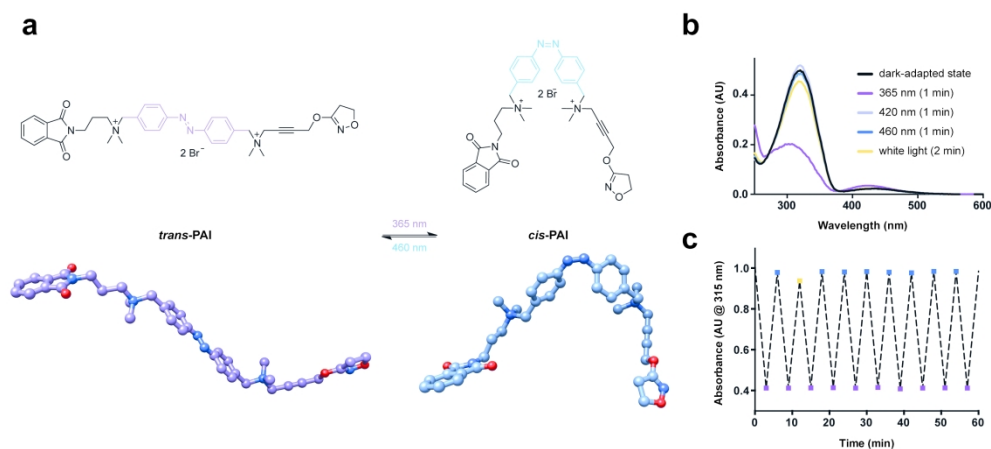 a
O
N
O
N+
N
N
N+
2 Br-
O
N
O
trans-PAI
N=N
N+
2 Br-
N+
O
N
O
O
N
O
365 nm
460 nm
cis-PAI
b
Absorbance (AU)
0.4
0.2
0.0
300
400
500
600
Wavelength (nm)
dark-adapted state
365 nm (1 min)
420 nm (1 min)
460 nm (1 min)
white light (2 min)
c
Absorbance (AU @ 315 nm)
1.0
0.8
0.6
0.4
0
10
20
30
40
50
60
Time (min)